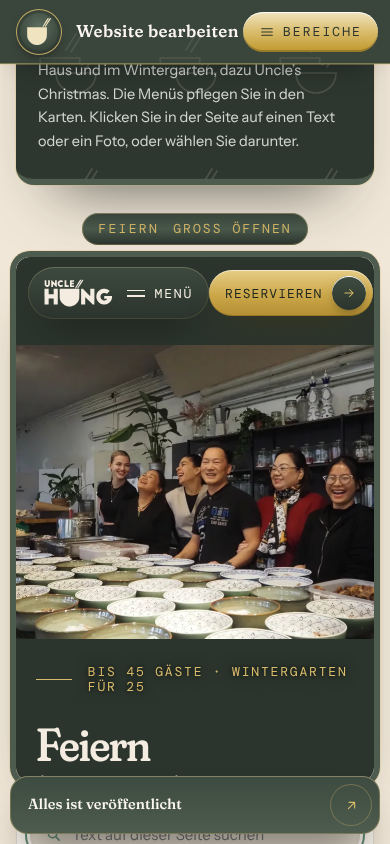 Website bearbeiten
BEREICHE
Haus und im Wintergarten, dazu Uncle's
Christmas. Die Menüs pflegen Sie in den
Karten. Klicken Sie in der Seite auf einen Text
oder ein Foto, oder wählen Sie darunter.
FEIERN GROSS ÖFFNEN
UNCLE
HUNG
MENÜ
RESERVIEREN
BIS 45 GÄSTE · WINTERGARTEN
FÜR 25
Feiern
Alles ist veröffentlicht
Text auf dieser Seite suchen